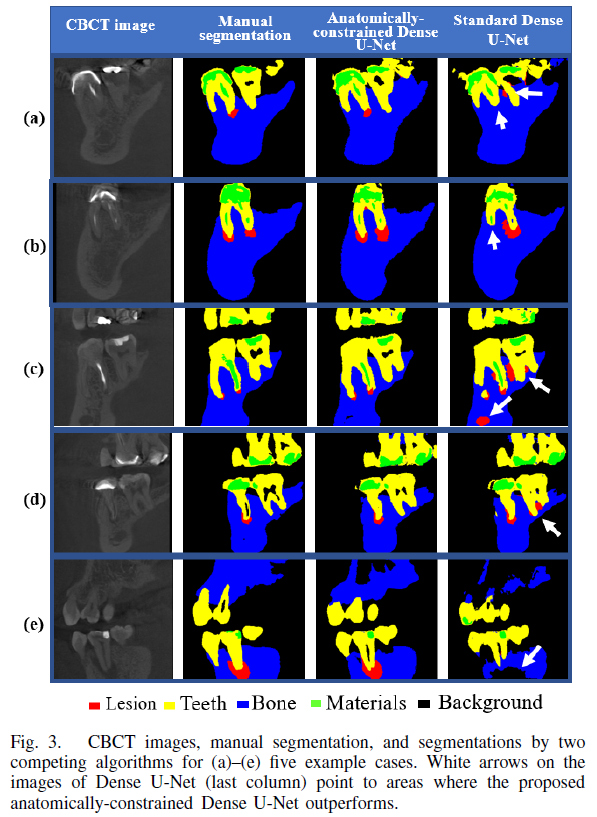 CBCT image
Manual
segmentation
Anatomically-
constrained Dense
U-Net
Standard Dense
U-Net
(a)
(b)
(c)
(d)
(e)
Lesion Teeth Bone Materials Background
Fig. 3. CBCT images, manual segmentation, and segmentations by two
competing algorithms for (a)–(e) five example cases. White arrows on the
images of Dense U-Net (last column) point to areas where the proposed
anatomically-constrained Dense U-Net outperforms.